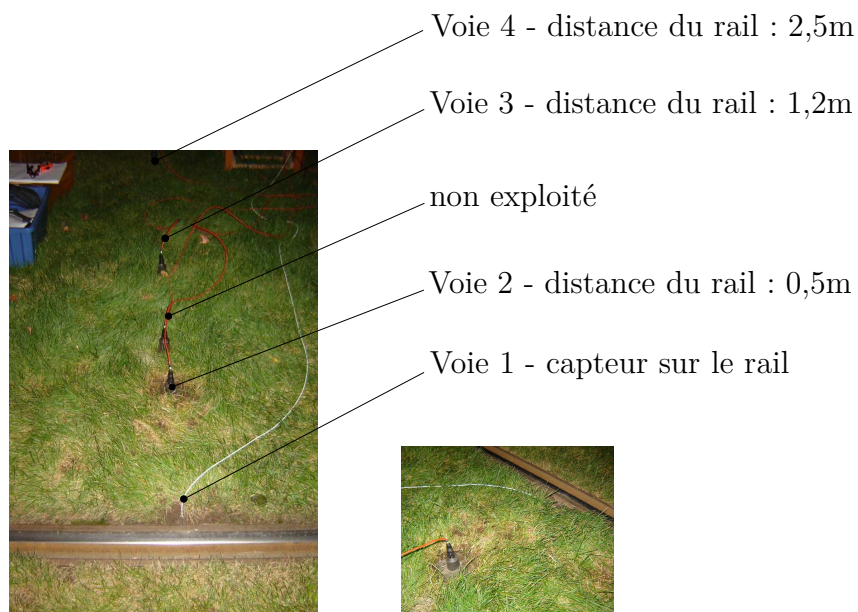 Voie 4 - distance du rail : 2,5m
Voie 3 - distance du rail : 1,2m
non exploité
Voie 2 - distance du rail : 0,5m
Voie 1 - capteur sur le rail